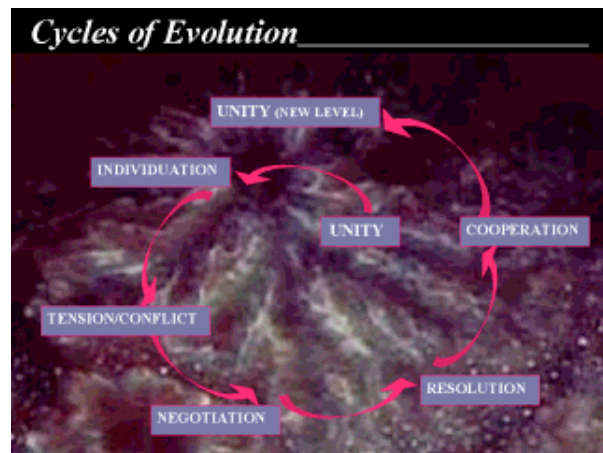 Cycles of Evolution
UNITY (NEW LEVEL)
INDIVIDUATION
UNITY
COOPERATION
TENSION/CONFLICT
RESOLUTION
NEGOTIATION